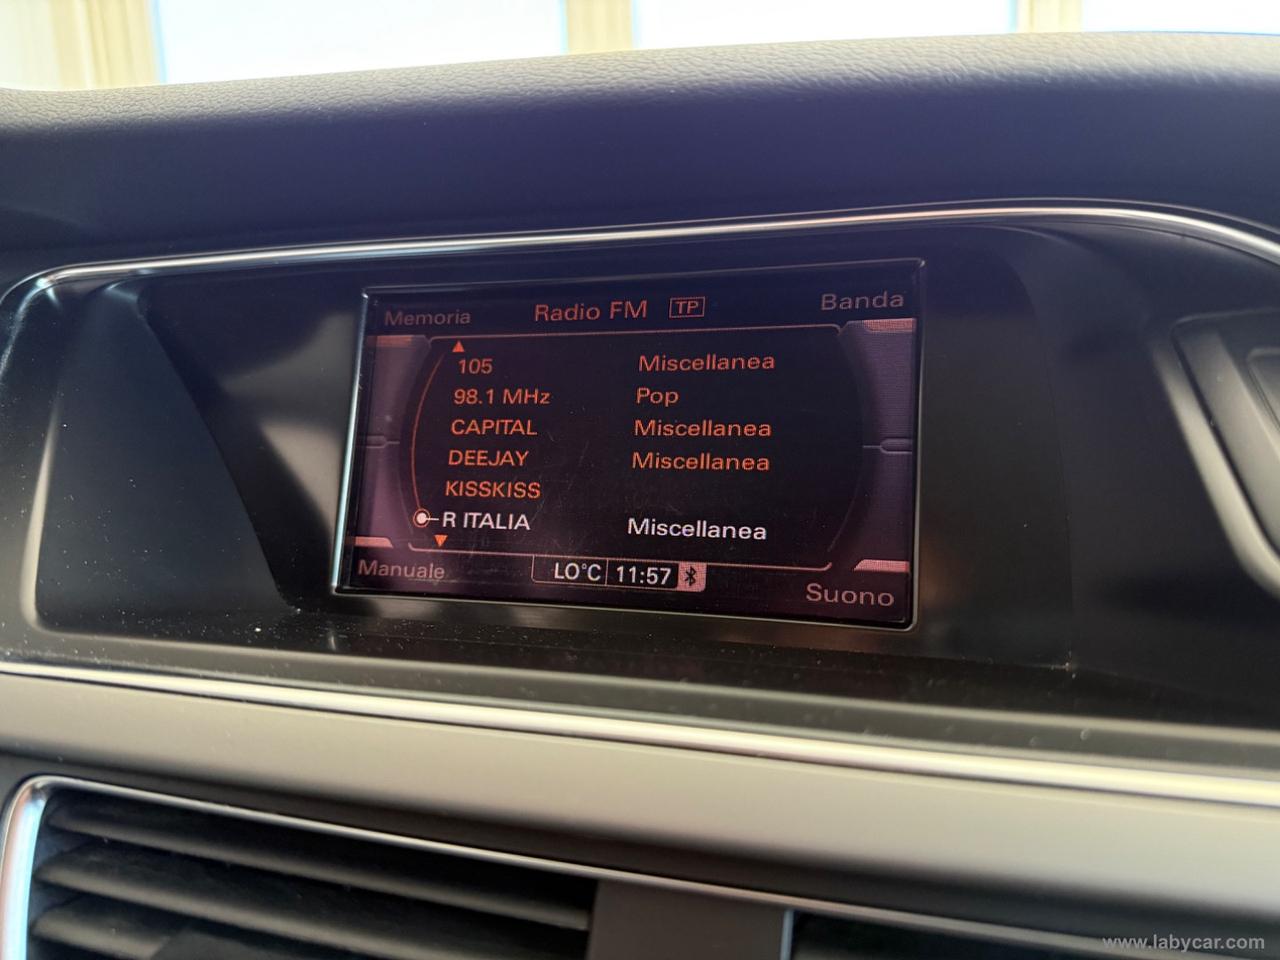 Memoria Radio FM TP Banda
105 Miscellanea
98.1 MHz Pop
CAPITAL Miscellanea
DEEJAY Miscellanea
KISSKISS
R ITALIA Miscellanea
Manuale LO°C 11:57 Suono
www.labycar.com